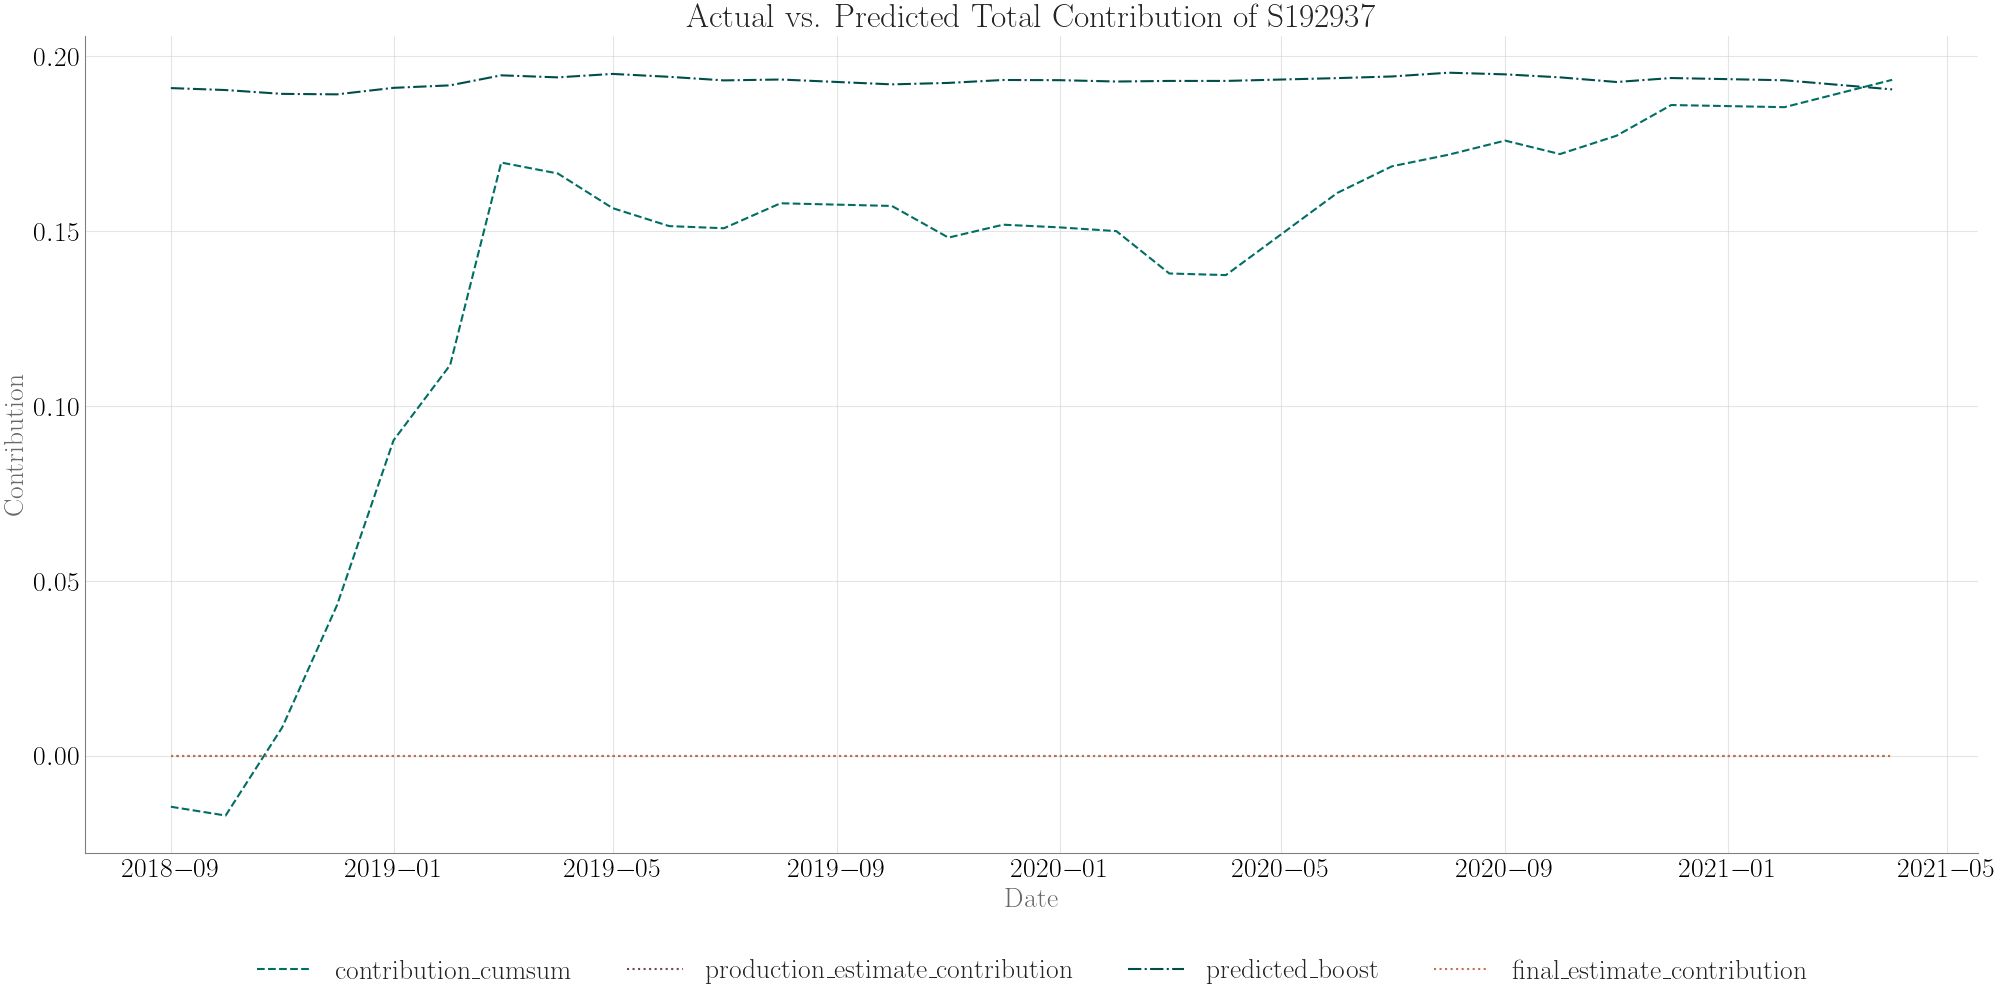 Actual vs. Predicted Total Contribution of S192937
0.20
0.15
0.10
0.05
0.00
Contribution
2018–09 2019–01 2019–05 2019–09 2020–01 2020–05 2020–09 2021–01 2021–05
Date
contribution_cumsum production_estimate_contribution predicted_boost final_estimate_contribution